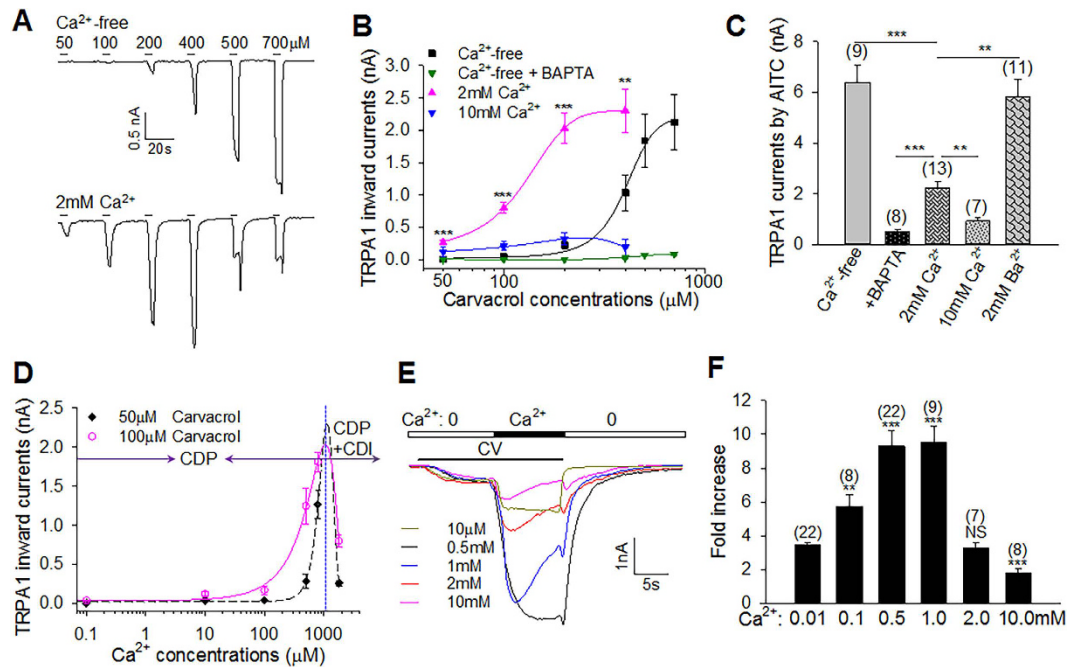 A
Ca²⁺-free
50 100 200 400 500 700μM
0.5 nA
20s
2mM Ca²⁺
B
TRPA1 inward currents (nA)
3.0
2.5
2.0
1.5
1.0
0.5
0.0
Ca²⁺-free
Ca²⁺-free + BAPTA
2mM Ca²⁺
10mM Ca²⁺
***
***
***
**
50 100 200 1000
Carvacrol concentrations (μM)
C
TRPA1 currents by AITC (nA)
8
6
4
2
0
(9) *** ** (11)
*** (13) **
(8) (7)
Ca²⁺-free
+BAPTA
2mM Ca²⁺
10mM Ca²⁺
2mM Ba²⁺
D
TRPA1 inward currents (nA)
2.5
2.0
1.5
1.0
0.5
0.0
50μM Carvacrol
100μM Carvacrol
CDP
CDP
+CDI
0.1 1 10 100 1000
Ca²⁺ concentrations (μM)
E
Ca²⁺: 0 Ca²⁺ 0
CV
10μM
0.5mM
1mM
2mM
10mM
1nA
5s
F
Fold increase
12
10
8
6
4
2
0
(22)
(8)
**
(22)
***
(9)
***
(7)
NS
(8)
***
Ca²⁺: 0.01 0.1 0.5 1.0 2.0 10.0mM